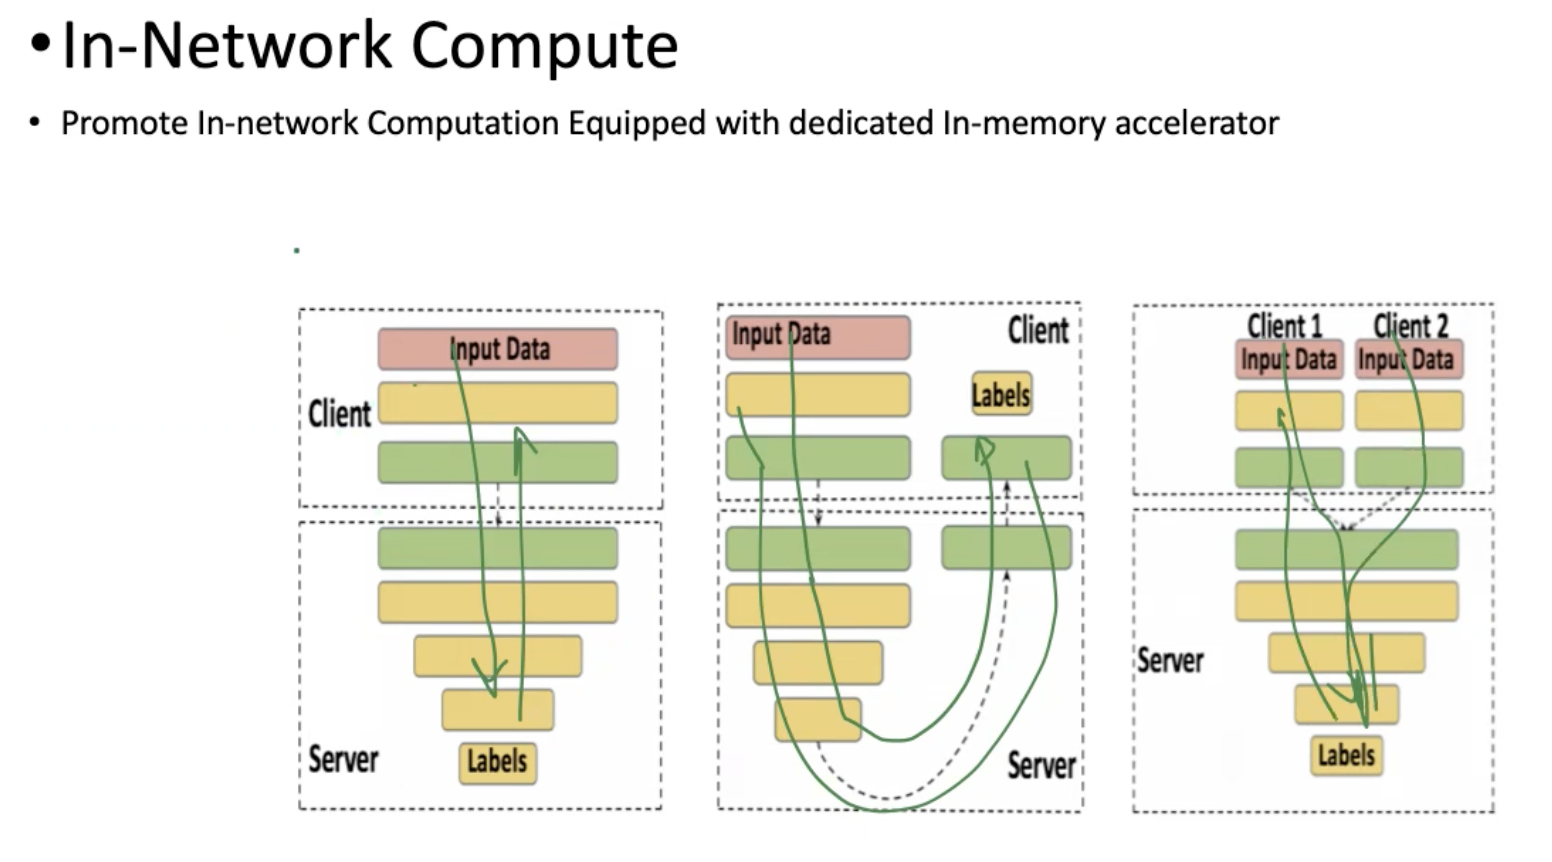 • In-Network Compute
• Promote In-network Computation Equipped with dedicated In-memory accelerator
Input Data
Client
Server
Labels
Input Data
Client
Labels
Server
Client 1 Client 2
Input Data Input Data
Server
Labels